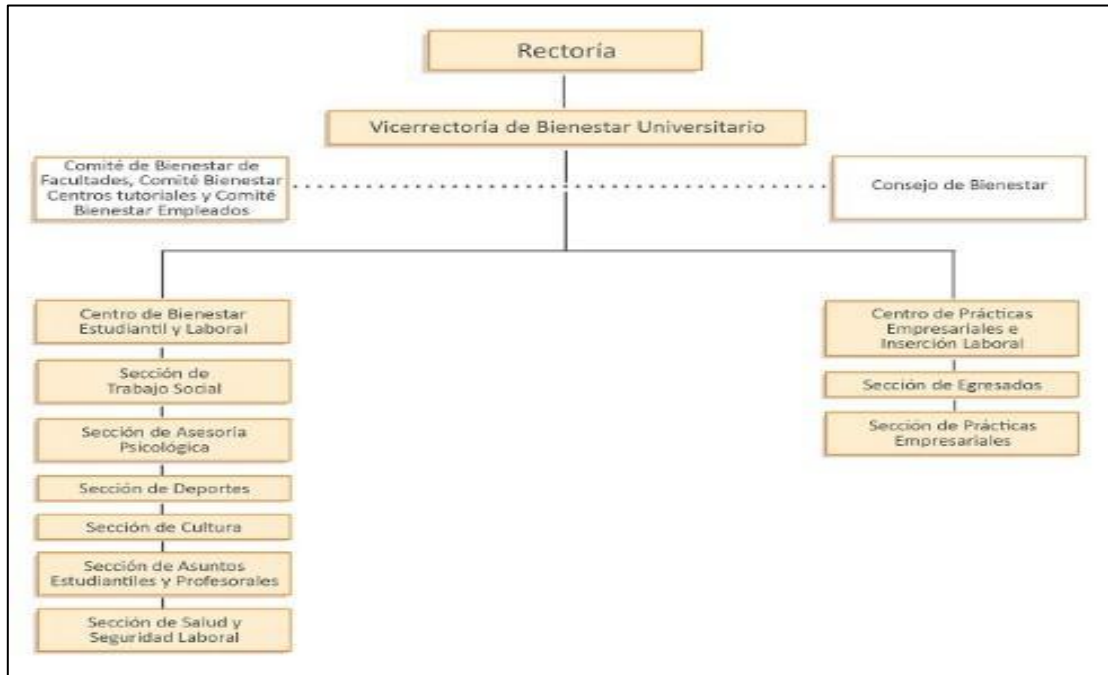 Rectoría
Vicerrectoría de Bienestar Universitario
Comité de Bienestar de
Facultades, Comité Bienestar
Centros tutoriales y Comité
Bienestar Empleados
Consejo de Bienestar
Centro de Bienestar
Estudiantil y Laboral
Sección de
Trabajo Social
Sección de Asesoría
Psicológica
Sección de Deportes
Sección de Cultura
Sección de Asuntos
Estudiantiles y Profesorales
Sección de Salud y
Seguridad Laboral
Centro de Prácticas
Empresariales e
Inserción Laboral
Sección de Egresados
Sección de Prácticas
Empresariales